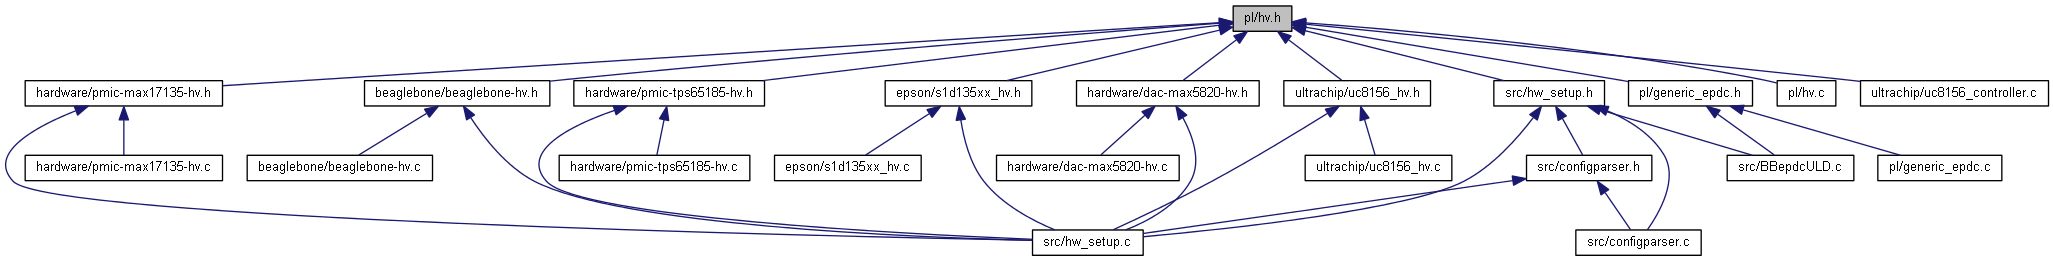 pl/hv.h
hardware/pmic-max17135-hv.h
beaglebone/beaglebone-hv.h
hardware/pmic-tps65185-hv.h
epson/s1d135xx_hv.h
hardware/dac-max5820-hv.h
ultrachip/uc8156_hv.h
src/hw_setup.h
pl/generic_epdc.h
pl/hv.c
ultrachip/uc8156_controller.c
hardware/pmic-max17135-hv.c
beaglebone/beaglebone-hv.c
hardware/pmic-tps65185-hv.c
epson/s1d135xx_hv.c
hardware/dac-max5820-hv.c
ultrachip/uc8156_hv.c
src/configparser.h
src/BBepdcULD.c
pl/generic_epdc.c
src/hw_setup.c
src/configparser.c